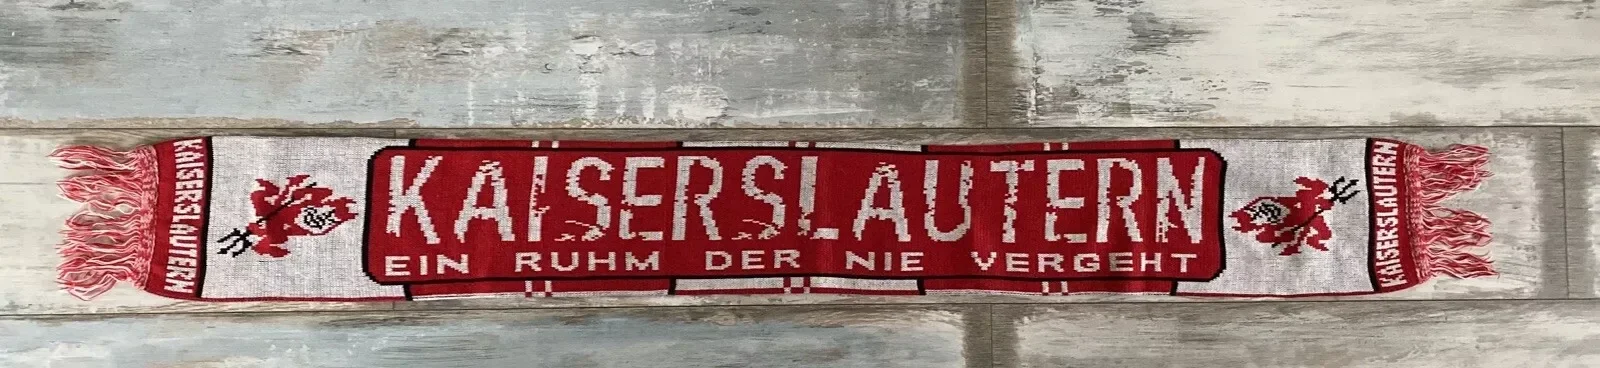 KAISERSLAUTERN
KAISERSLAUTERN
EIN RUHM DER NIE VERGEHT
KAISERSLAUTERN